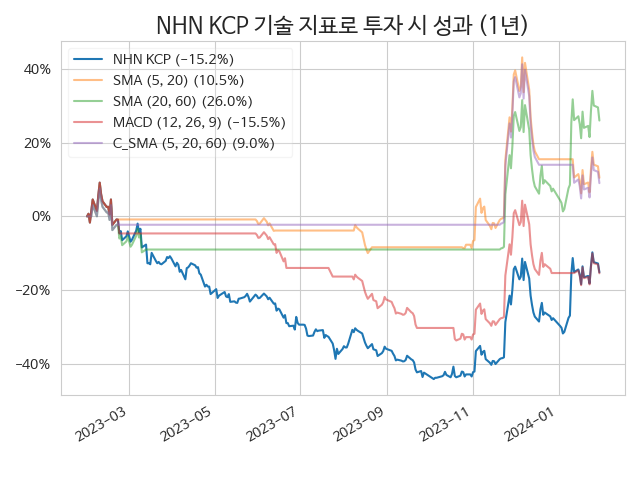 NHN KCP 기술 지표로 투자 시 성과 (1년)
NHN KCP (−15.2%)
SMA (5, 20) (10.5%)
SMA (20, 60) (26.0%)
MACD (12, 26, 9) (−15.5%)
C_SMA (5, 20, 60) (9.0%)
40%
20%
0%
−20%
−40%
2023−03
2023−05
2023−07
2023−09
2023−11
2024−01